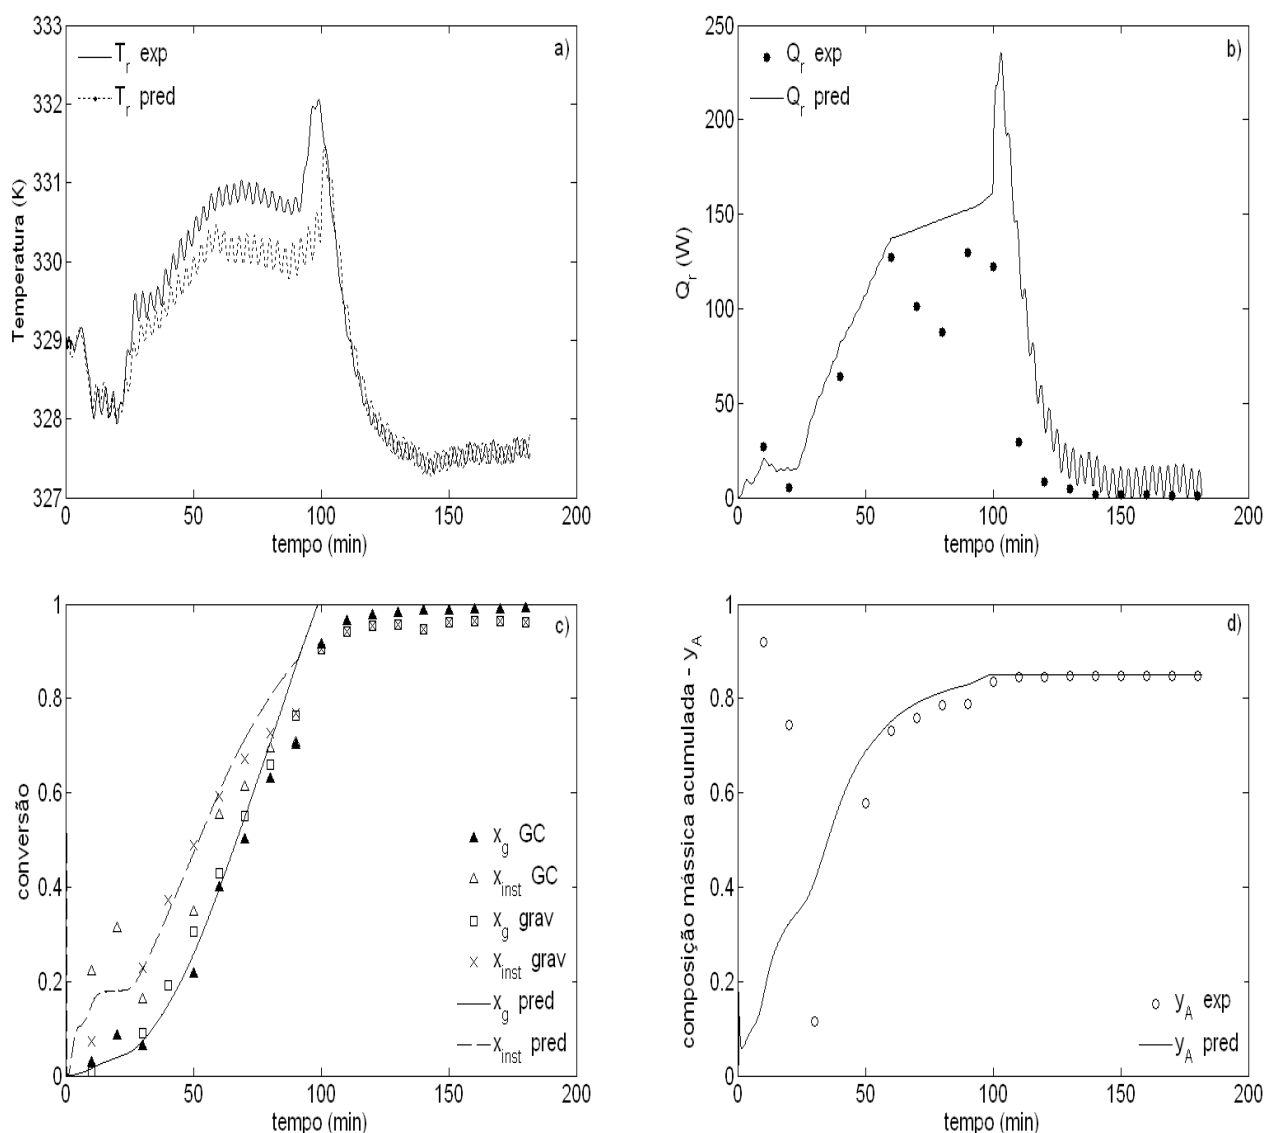 333
332
331
330
329
328
327
0
50
100
150
200
Temperatura (K)
tempo (min)
a)
T_r exp
T_r pred
250
200
150
100
50
0
0
50
100
150
200
Q_r (W)
tempo (min)
b)
Q_r exp
Q_r pred
1
0.8
0.6
0.4
0.2
0
0
50
100
150
200
conversão
tempo (min)
c)
x_g GC
x_inst GC
x_g grav
x_inst grav
x_g pred
x_inst pred
1
0.8
0.6
0.4
0.2
0
0
50
100
150
200
composição mássica acumulada - y_A
tempo (min)
d)
y_A exp
y_A pred